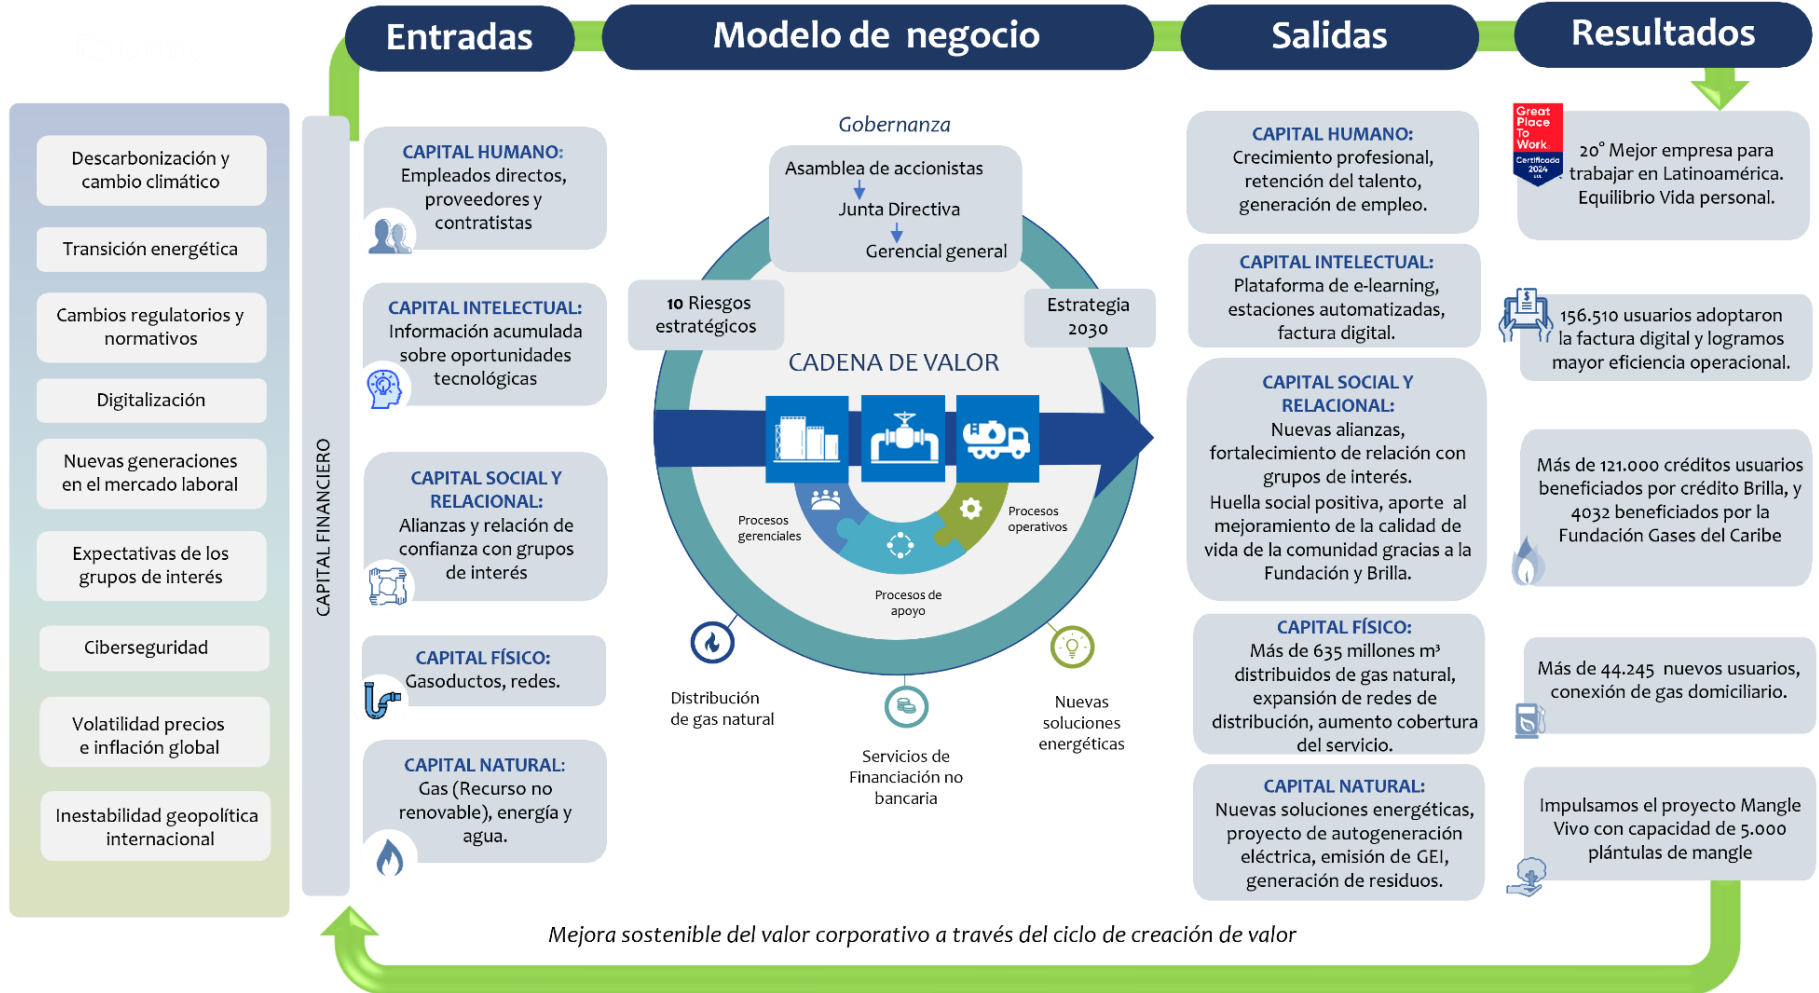 Entradas
Modelo de negocio
Salidas
Resultados
Descarbonización y
cambio climático
Transición energética
Cambios regulatorios y
normativos
Digitalización
Nuevas generaciones
en el mercado laboral
Expectativas de los
grupos de interés
Ciberseguridad
Volatilidad precios
e inflación global
Inestabilidad geopolítica
internacional
CAPITAL FINANCIERO
CAPITAL HUMANO:
Empleados directos,
proveedores y
contratistas
CAPITAL INTELECTUAL:
Información acumulada
sobre oportunidades
tecnológicas
CAPITAL SOCIAL Y
RELACIONAL:
Alianzas y relación de
confianza con grupos
de interés
CAPITAL FÍSICO:
Gasoductos, redes.
CAPITAL NATURAL:
Gas (Recurso no
renovable), energía y
agua.
Gobernanza
Asamblea de accionistas
Junta Directiva
Gerencial general
10 Riesgos
estratégicos
Estrategia
2030
CADENA DE VALOR
Procesos
gerenciales
Procesos
operativos
Procesos de
apoyo
Distribución
de gas natural
Servicios de
Financiación no
bancaria
Nuevas
soluciones
energéticas
CAPITAL HUMANO:
Crecimiento profesional,
retención del talento,
generación de empleo.
CAPITAL INTELECTUAL:
Plataforma de e-learning,
estaciones automatizadas,
factura digital.
CAPITAL SOCIAL Y
RELACIONAL:
Nuevas alianzas,
fortalecimiento de relación con
grupos de interés.
Huella social positiva, aporte al
mejoramiento de la calidad de
vida de la comunidad gracias a la
Fundación y Brilla.
CAPITAL FÍSICO:
Más de 635 millones m³
distribuidos de gas natural,
expansión de redes de
distribución, aumento cobertura
del servicio.
CAPITAL NATURAL:
Nuevas soluciones energéticas,
proyecto de autogeneración
eléctrica, emisión de GEI,
generación de residuos.
Great
Place
To
Work.
Certificada
2024
20° Mejor empresa para
trabajar en Latinoamérica.
Equilibrio Vida personal.
156.510 usuarios adoptaron
la factura digital y logramos
mayor eficiencia operacional.
Más de 121.000 créditos usuarios
beneficiados por crédito Brilla, y
4032 beneficiados por la
Fundación Gases del Caribe
Más de 44.245 nuevos usuarios,
conexión de gas domiciliario.
Impulsamos el proyecto Mangle
Vivo con capacidad de 5.000
plántulas de mangle
Mejora sostenible del valor corporativo a través del ciclo de creación de valor